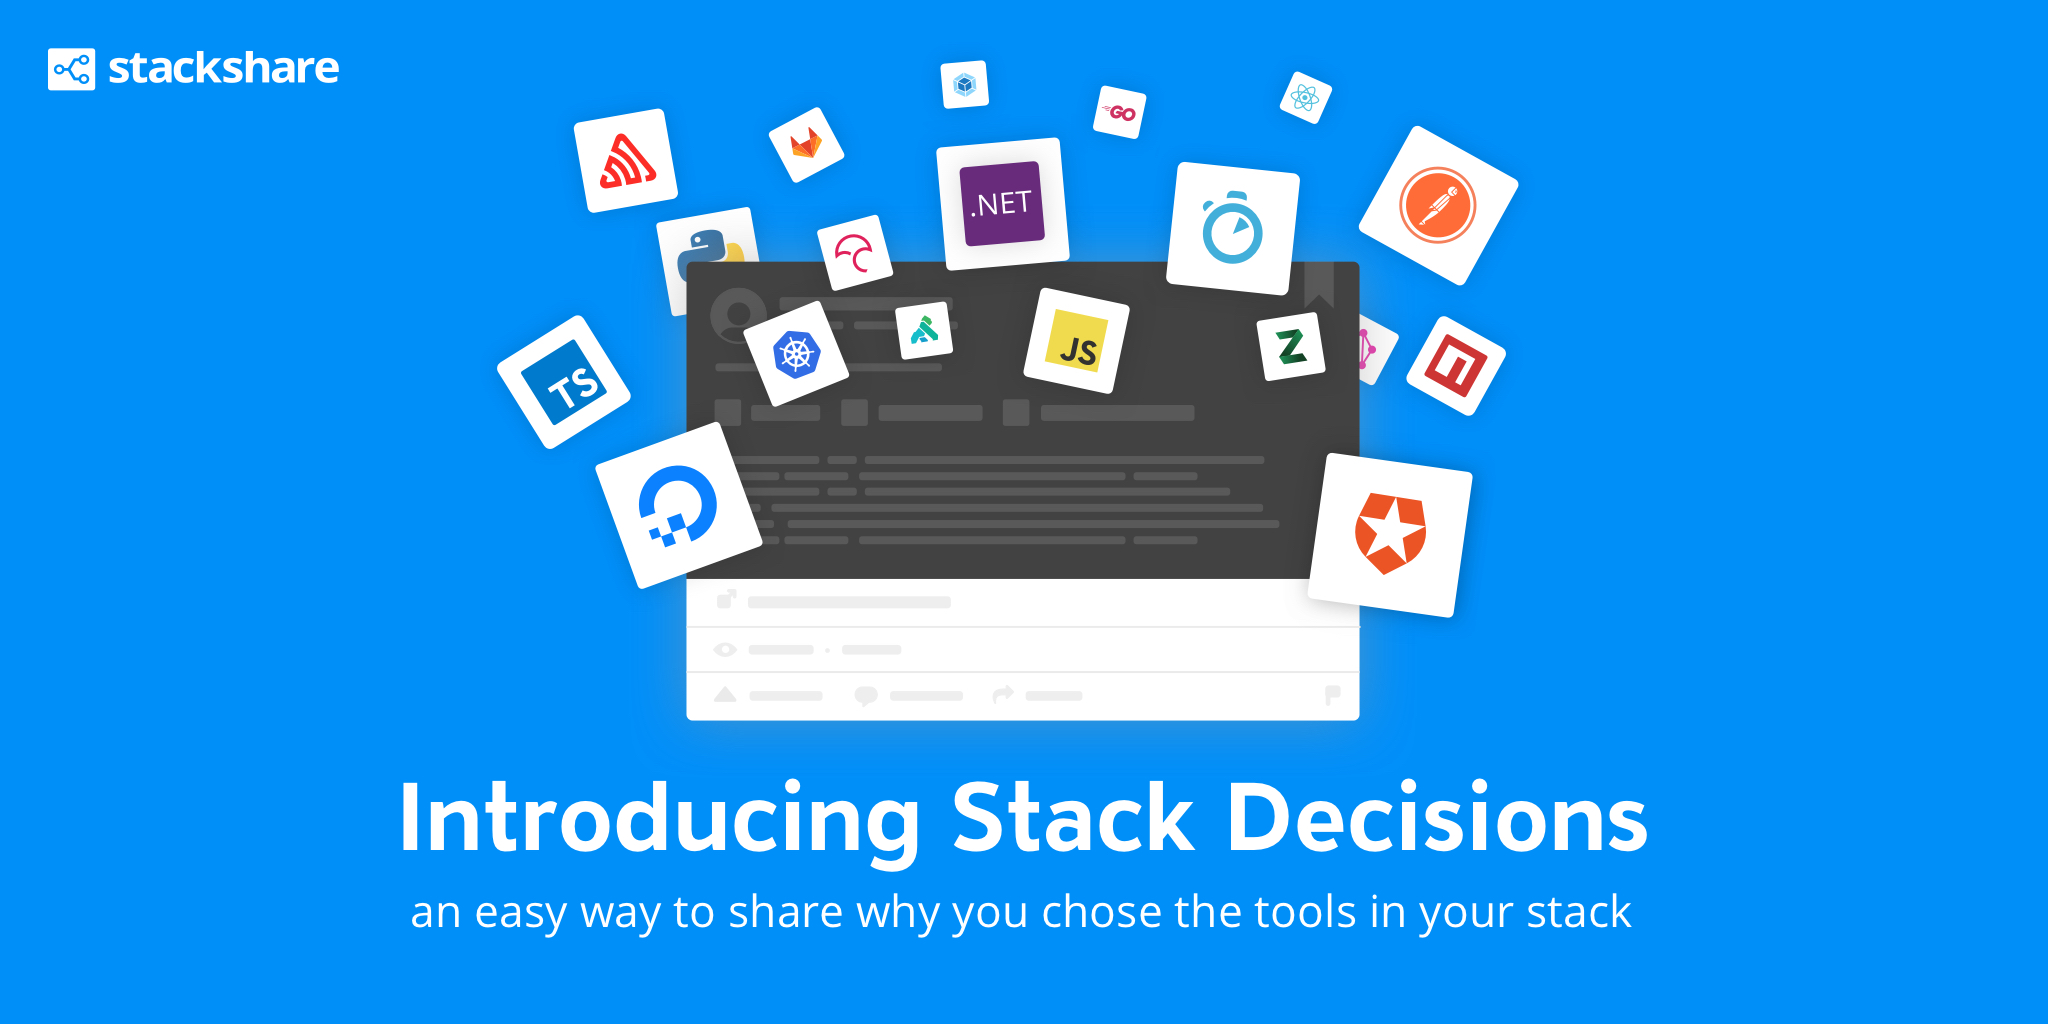 stackshare
GO
.NET
JS
TS
Introducing Stack Decisions
an easy way to share why you chose the tools in your stack